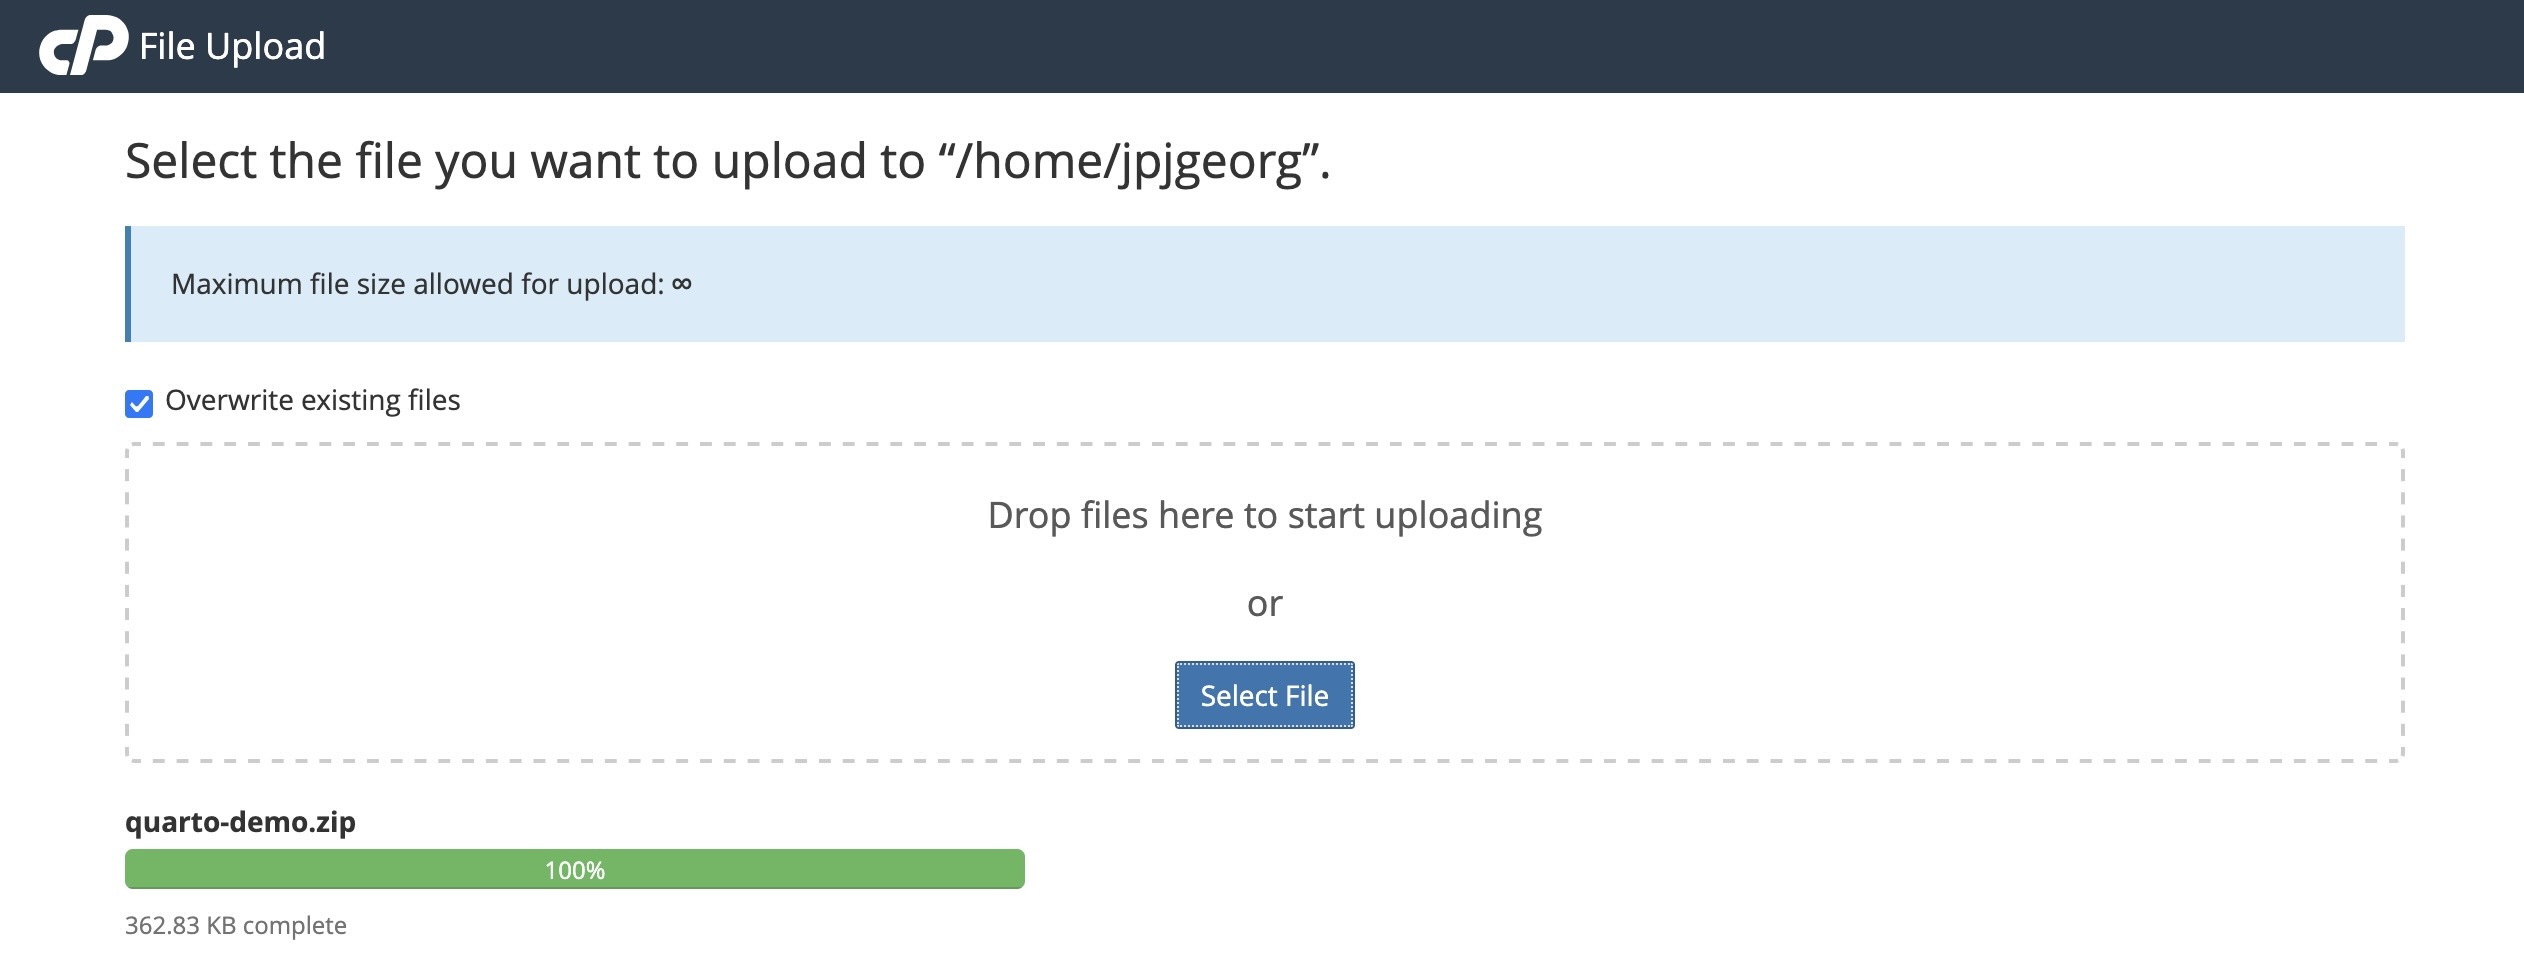 cP File Upload
Select the file you want to upload to “/home/jpjgeorg”.
Maximum file size allowed for upload: ∞
Overwrite existing files
Drop files here to start uploading
or
Select File
quarto-demo.zip
100%
362.83 KB complete